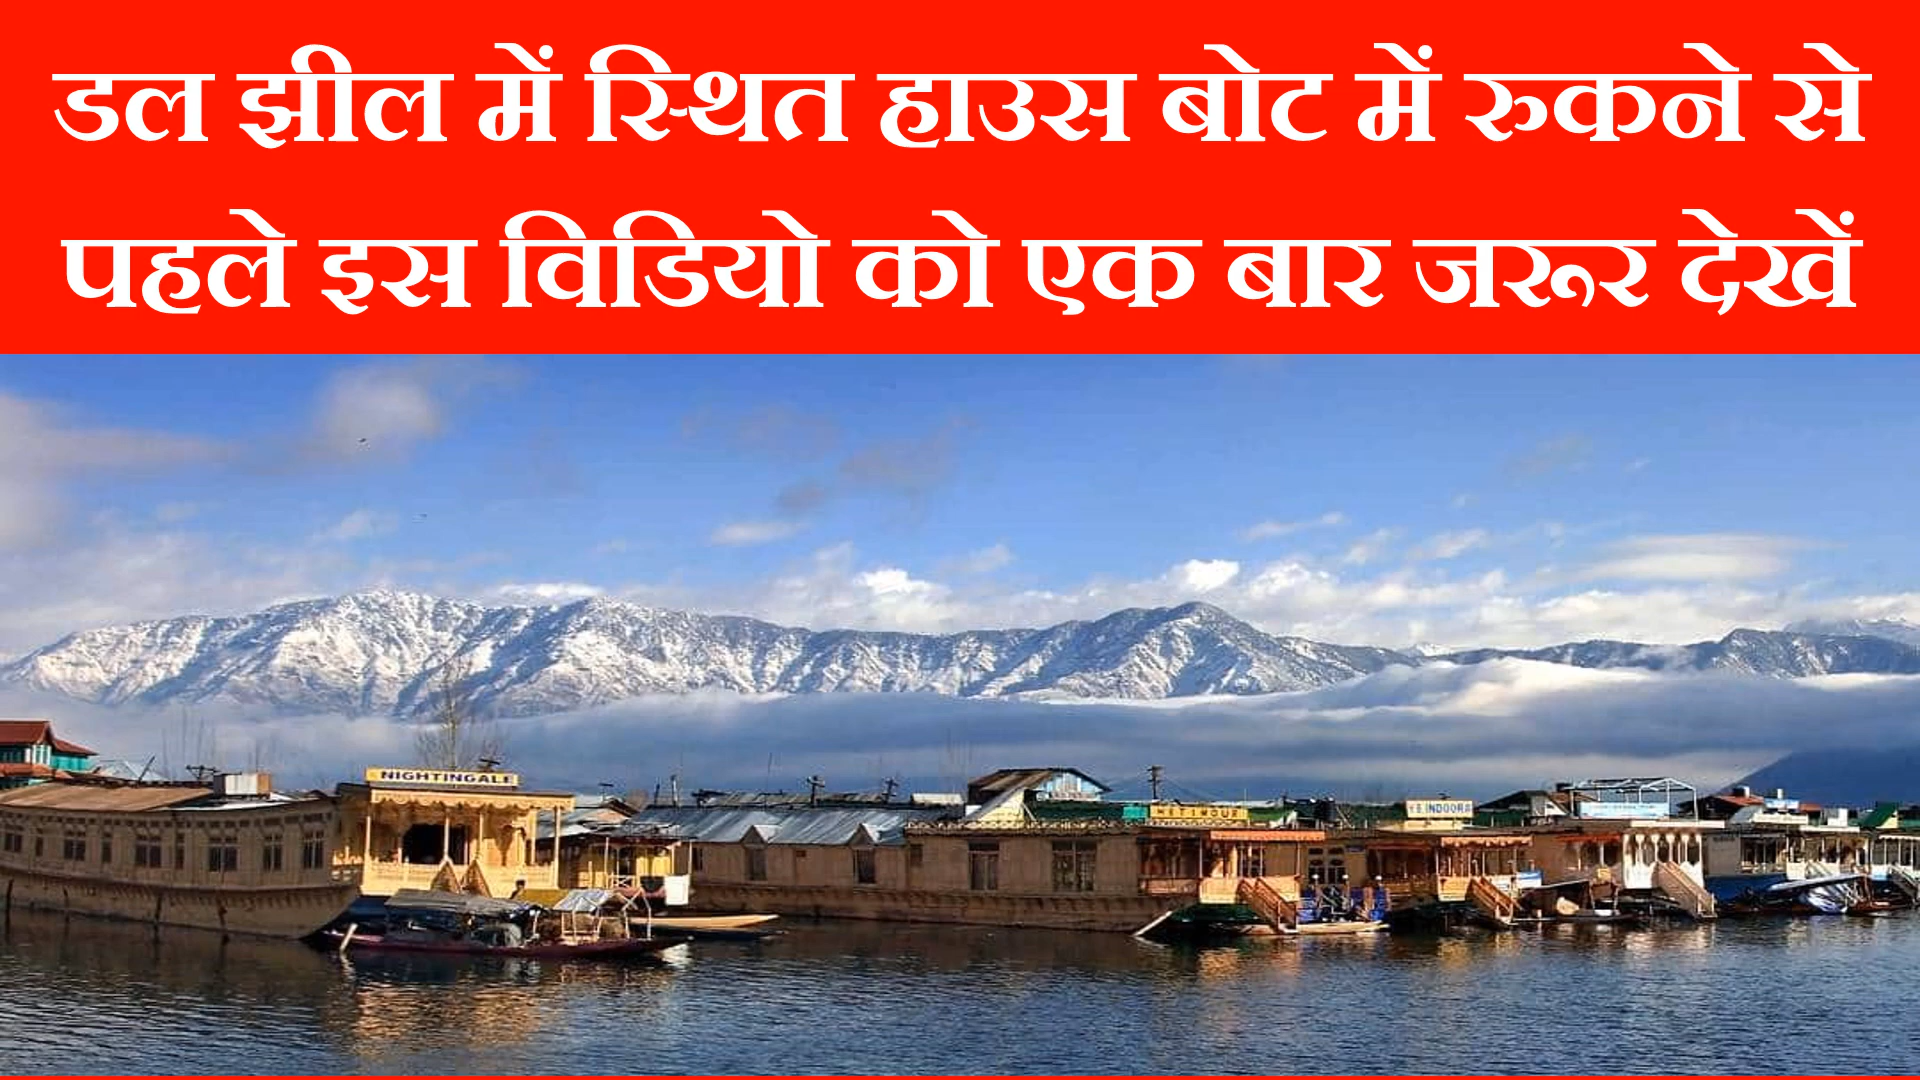 डल झील में स्थित हाउस बोट में रुकने से
पहले इस विडियो को एक बार जरूर देखें
NIGHTINGALE